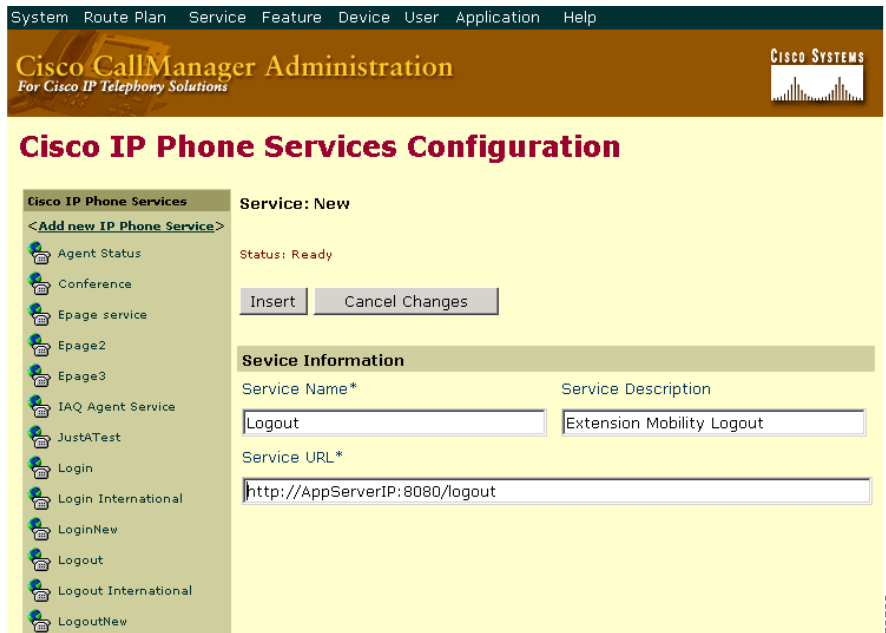 System Route Plan Service Feature Device User Application Help
Cisco CallManager Administration
For Cisco IP Telephony Solutions
CISCO SYSTEMS
Cisco IP Phone Services Configuration
Cisco IP Phone Services
<Add new IP Phone Service>
Agent Status
Conference
Epage service
Epage2
Epage3
IAQ Agent Service
JustATest
Login
Login International
LoginNew
Logout
Logout International
LogoutNew
Service: New
Status: Ready
Insert Cancel Changes
Sevice Information
Service Name* Service Description
Logout Extension Mobility Logout
Service URL*
http://AppServerIP:8080/logout